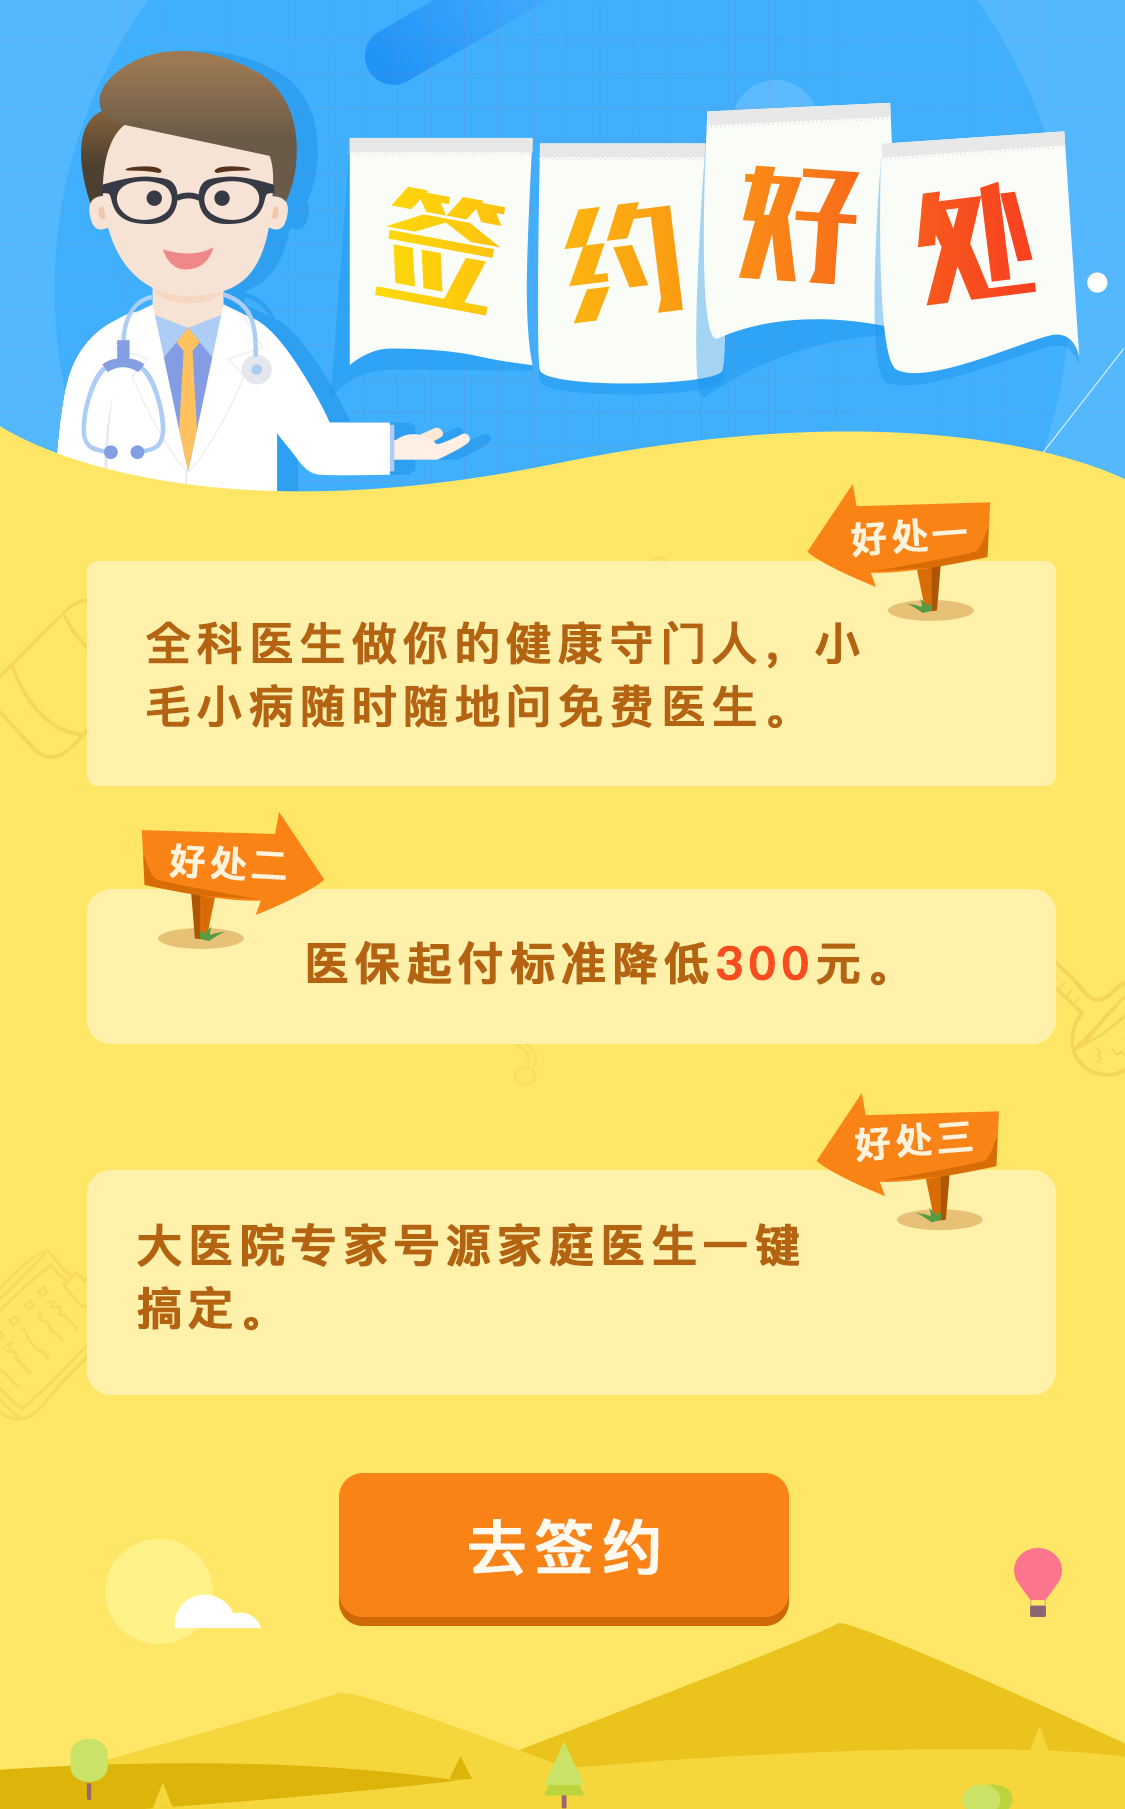 签约好处
好处一
全科医生做你的健康守门人，小
毛小病随时随地问免费医生。
好处二
医保起付标准降低300元。
好处三
大医院专家号源家庭医生一键
搞定。
去签约